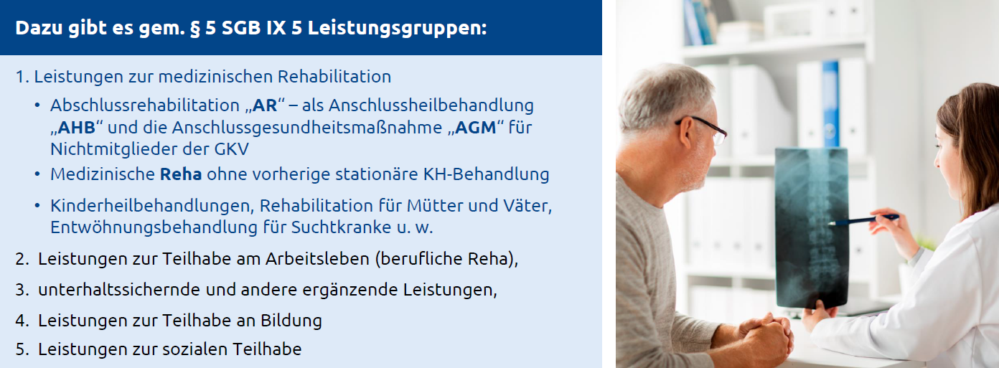 Dazu gibt es gem. § 5 SGB IX 5 Leistungsgruppen:
1. Leistungen zur medizinischen Rehabilitation
• Abschlussrehabilitation „AR“ – als Anschlussheilbehandlung
„AHB“ und die Anschlussgesundheitsmaßnahme „AGM“ für
Nichtmitglieder der GKV
• Medizinische Reha ohne vorherige stationäre KH-Behandlung
• Kinderheilbehandlungen, Rehabilitation für Mütter und Väter,
Entwöhnungsbehandlung für Suchtkranke u. w.
2. Leistungen zur Teilhabe am Arbeitsleben (berufliche Reha),
3. unterhaltssichernde und andere ergänzende Leistungen,
4. Leistungen zur Teilhabe an Bildung
5. Leistungen zur sozialen Teilhabe